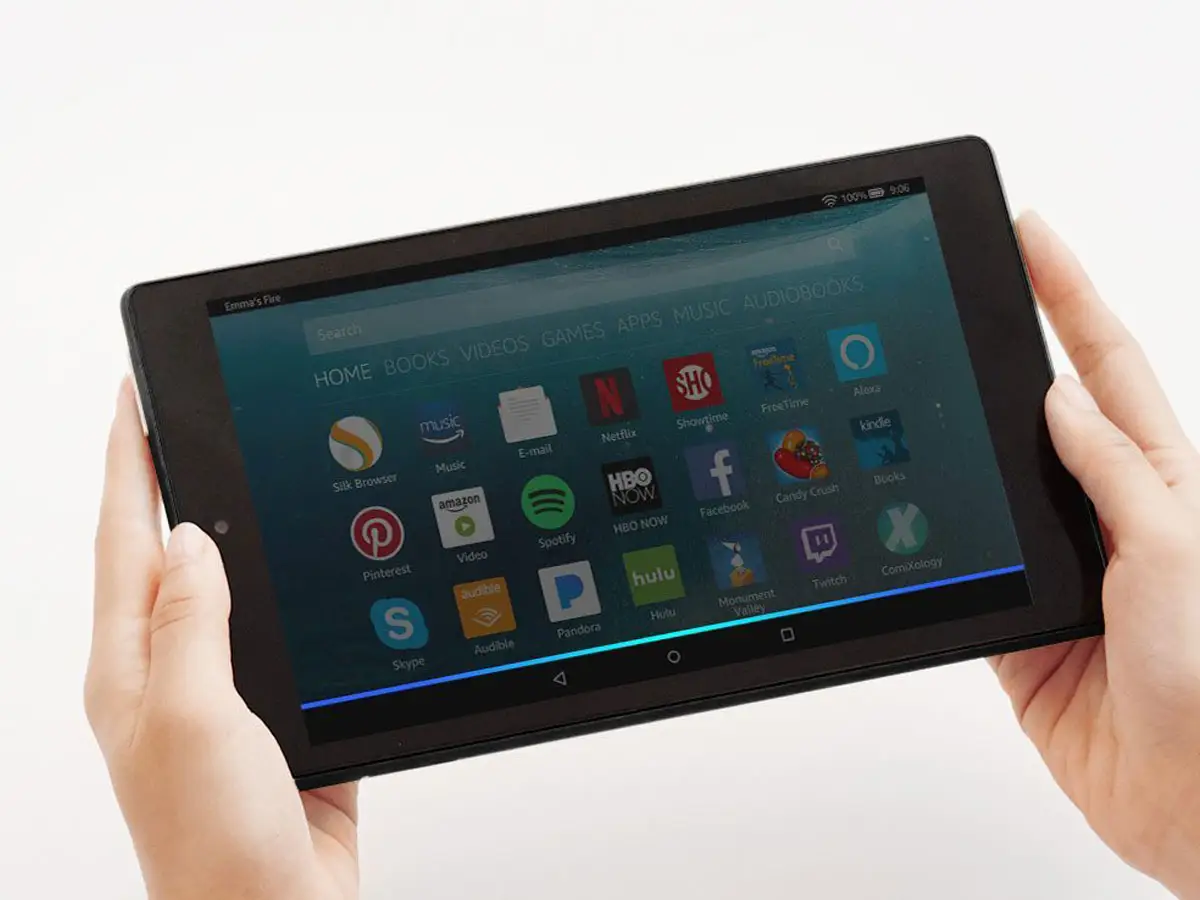 Emma's Fire
100% 9:06
Search
HOME BOOKS VIDEOS GAMES APPS MUSIC AUDIOBOOKS
music
N
SHO
amazon
FreeTime
Silk Browser Music E-mail Netflix Showtime FreeTime Alexa
amazon
HBO
NOW
f
kindle
Pinterest Video Spotify HBO NOW Facebook Candy Crush Books
S
audible
P
hulu
X
Skype Audible Pandora Hulu Monument
Valley Twitch ComiXology